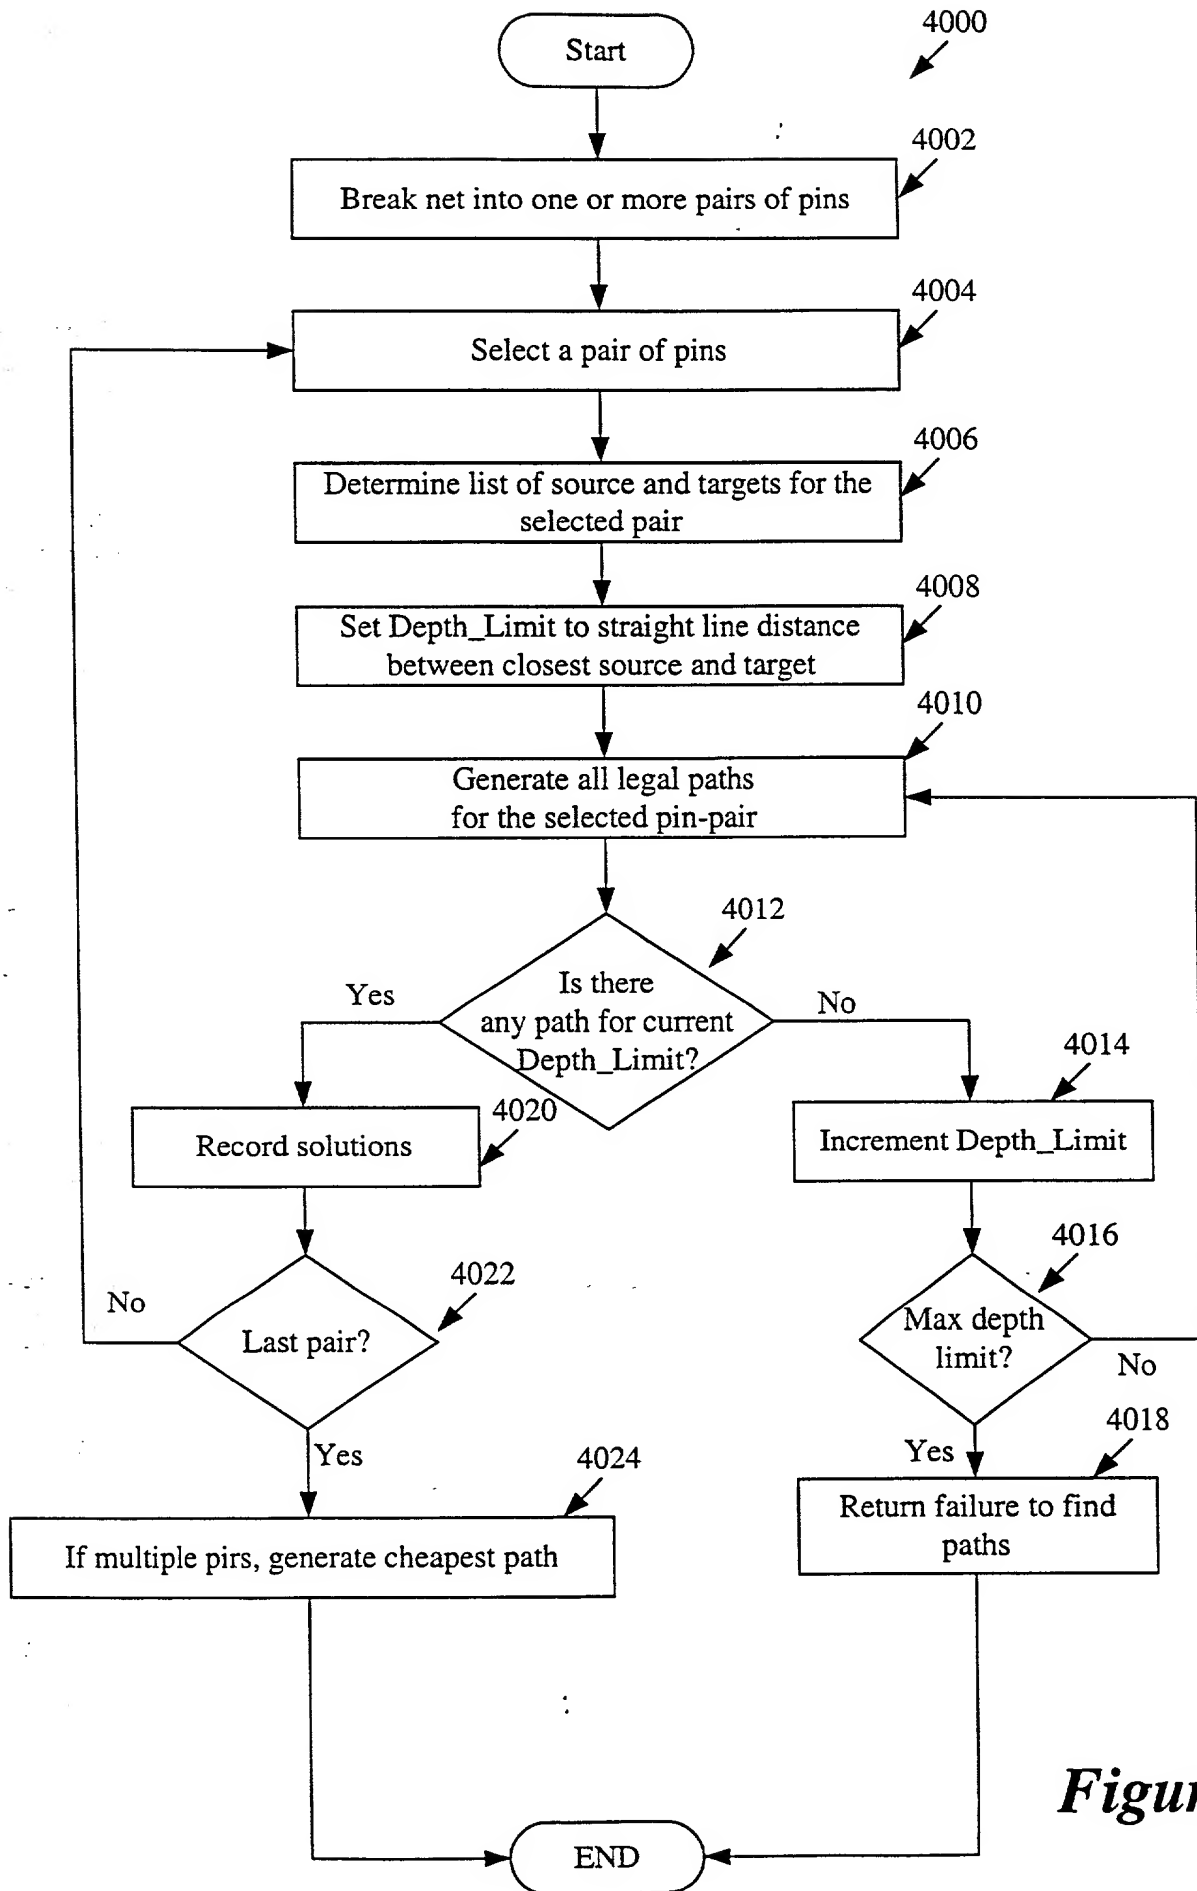 4000
Start
4002
Break net into one or more pairs of pins
4004
Select a pair of pins
4006
Determine list of source and targets for the
selected pair
4008
Set Depth_Limit to straight line distance
between closest source and target
4010
Generate all legal paths
for the selected pin-pair
4012
Is there
any path for current
Depth_Limit?
Yes
No
4014
Increment Depth_Limit
4020
Record solutions
4016
Max depth
limit?
No
4022
Last pair?
No
Yes
4018
Yes
Return failure to find
paths
4024
If multiple pirs, generate cheapest path
END